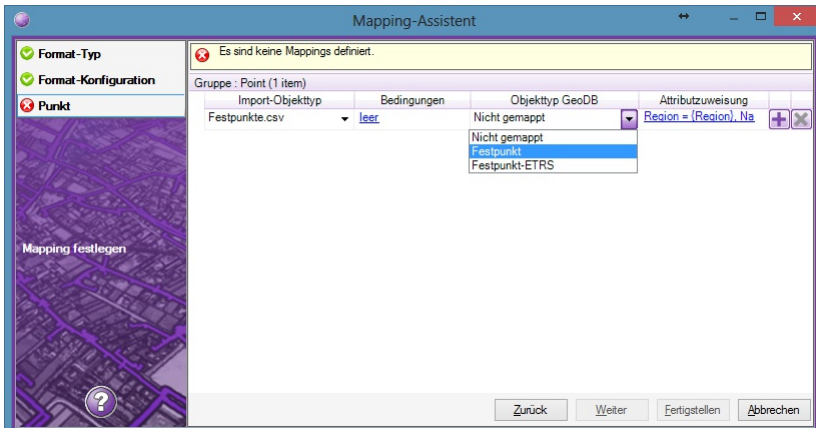 Mapping-Assistent
Format-Typ
Format-Konfiguration
Punkt
Mapping festlegen
Es sind keine Mappings definiert.
Gruppe : Point (1 item)
Import-Objekttyp Bedingungen Objekttyp GeoDB Attributzuweisung
Festpunkte.csv leer Nicht gemappt Region = {Region}, Na
Nicht gemappt
Festpunkt
Festpunkt-ETRS
Zurück Weiter Fertigstellen Abbrechen